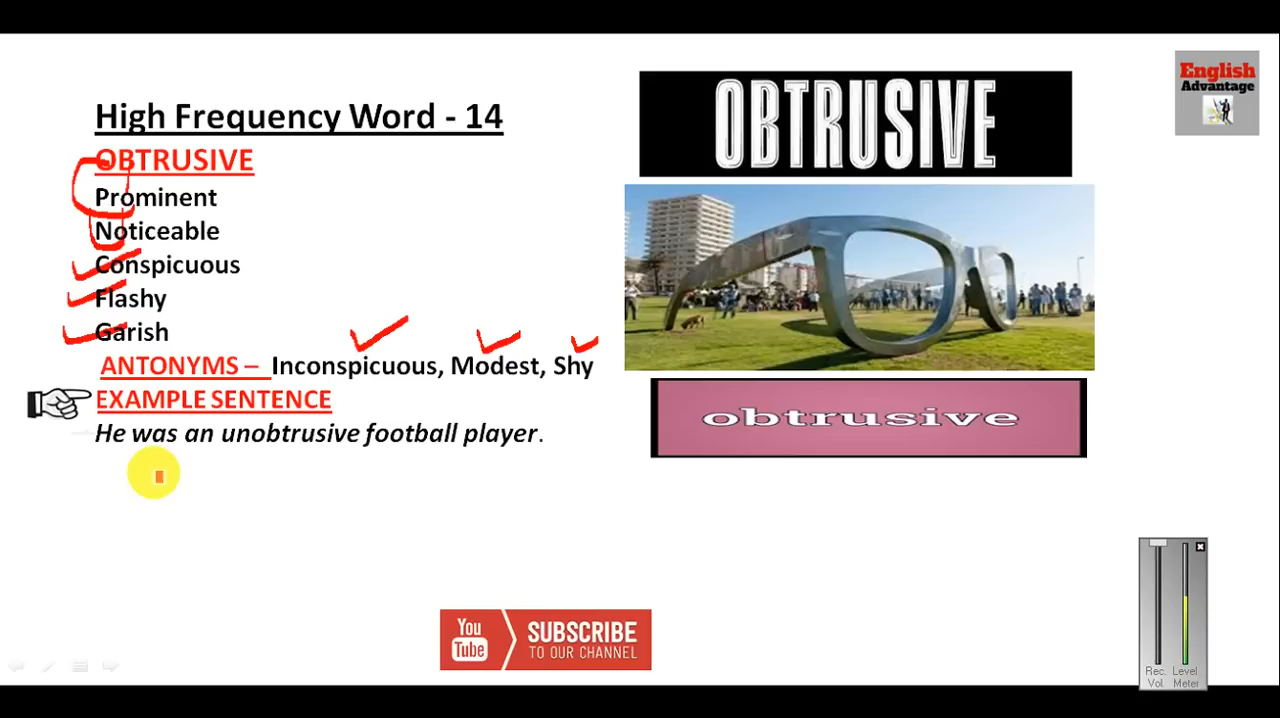 High Frequency Word - 14
OBTRUSIVE
Prominent
Noticeable
Conspicuous
Flashy
Garish
ANTONYMS – Inconspicuous, Modest, Shy
EXAMPLE SENTENCE
He was an unobtrusive football player.
OBTRUSIVE
obtrusive
English
Advantage
You
Tube
SUBSCRIBE
TO OUR CHANNEL
Rec. Level
Vol. Meter